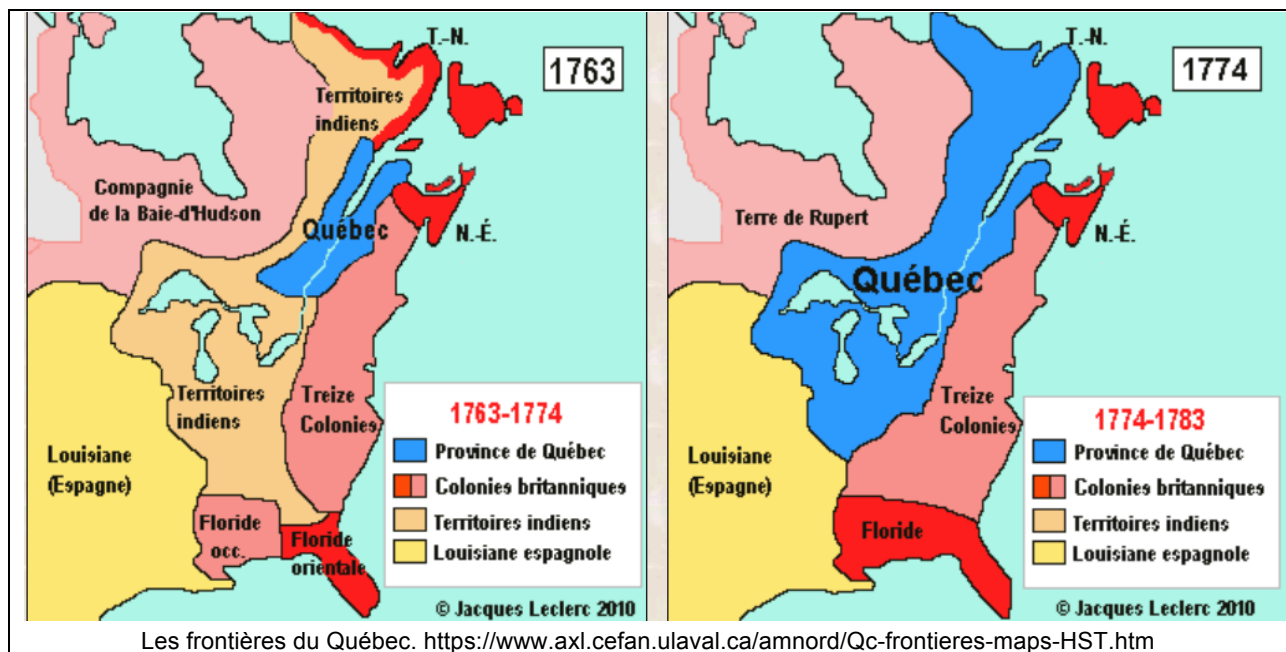 1763
T.-N.
Territoires
indiens
Compagnie
de la Baie-d'Hudson
Québec
N.-É.
Territoires
indiens
Treize
Colonies
Louisiane
(Espagne)
Floride
occ.
Floride
orientale
1763-1774
Province de Québec
Colonies britanniques
Territoires indiens
Louisiane espagnole
© Jacques Leclerc 2010
1774
T.-N.
Terre de Rupert
N.-É.
Québec
Treize
Colonies
Louisiane
(Espagne)
Floride
1774-1783
Province de Québec
Colonies britanniques
Territoires indiens
Louisiane espagnole
© Jacques Leclerc 2010
Les frontières du Québec. https://www.axl.cefan.ulaval.ca/amnord/Qc-frontieres-maps-HST.htm